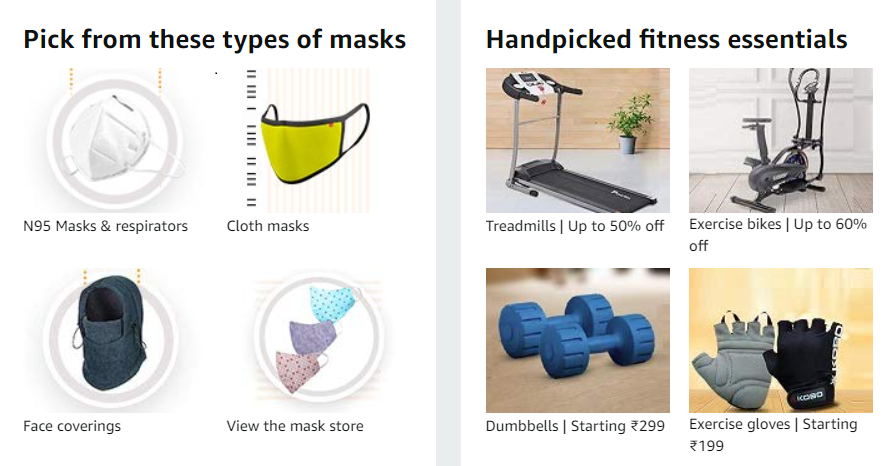 Pick from these types of masks
N95 Masks & respirators
Cloth masks
Face coverings
View the mask store
Handpicked fitness essentials
Treadmills | Up to 50% off
Exercise bikes | Up to 60%
off
Dumbbells | Starting ₹299
KOBO
KOBO
Exercise gloves | Starting
₹199